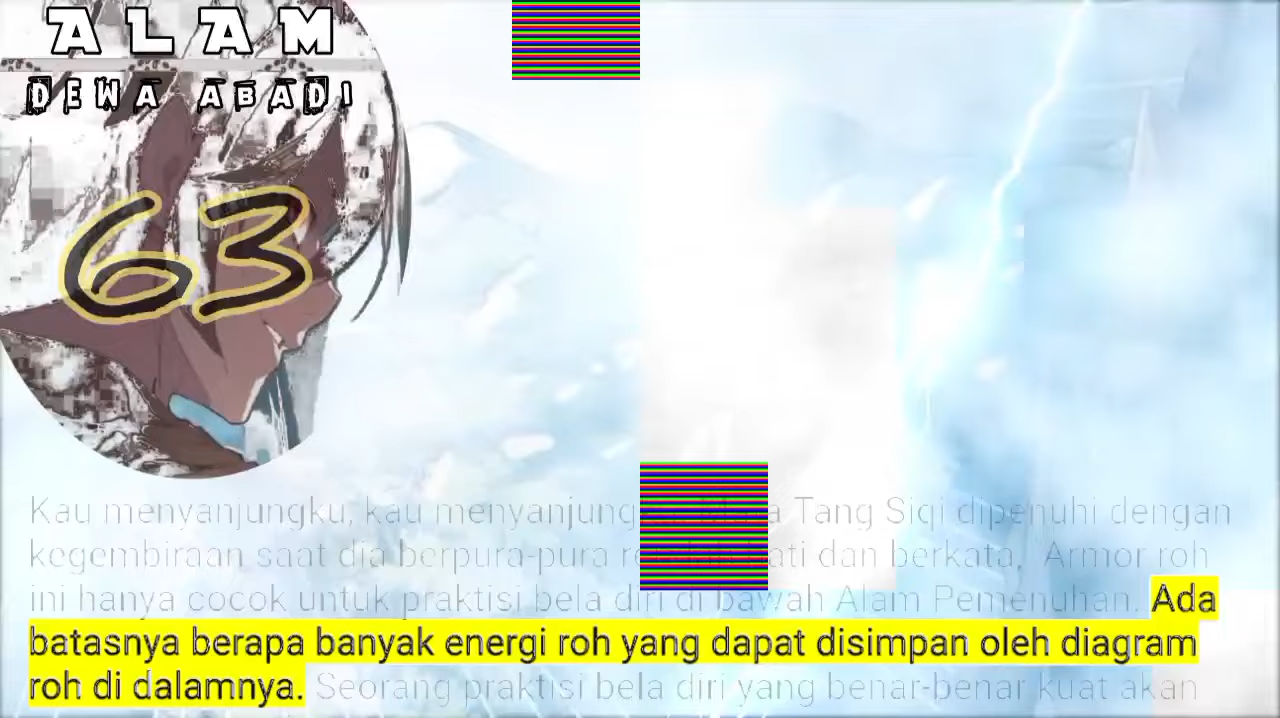 ALAM
DEWA ABADI
63
Kau menyanjungku, kau menyanjung Tang Siqi dipenuhi dengan
kegembiraan saat dia berpura-pura hati dan berkata, Armor roh
ini hanya cocok untuk praktisi bela diri di bawah Alam Pemenuhan. Ada
batasnya berapa banyak energi roh yang dapat disimpan oleh diagram
roh di dalamnya. Seorang praktisi bela diri yang benar-benar kuat akan